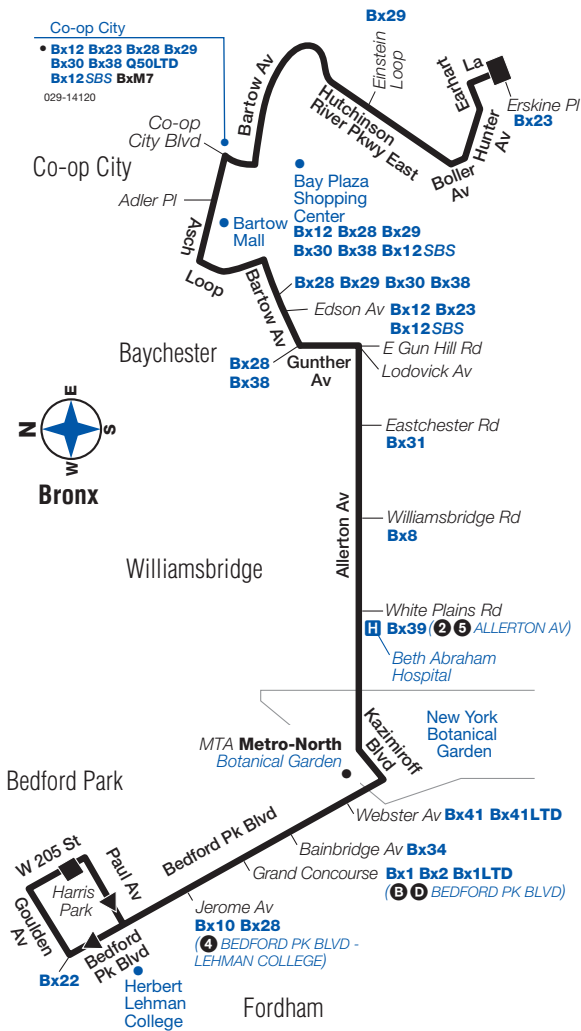 Bx29
Co-op City
• Bx12 Bx23 Bx28 Bx29
Bx30 Bx38 Q50LTD
Bx12SBS BxM7
029-14120
Bartow Av
Einstein
Loop
Hutchinson
River Pkwy East
Earhart
La
Erskine Pl
Bx23
Hunter
Av
Boller
Av
Co-op
City Blvd
Co-op City
Adler Pl
Bay Plaza
Shopping
Center
Bx12 Bx28 Bx29
Bx30 Bx38 Bx12SBS
Bartow
Mall
Asch
Loop
Bartow Av
Bx28 Bx29 Bx30 Bx38
Edson Av Bx12 Bx23
Bx12SBS
Baychester
Bx28
Bx38
Gunther
Av
E Gun Hill Rd
Lodovick Av
N
E
S
W
Bronx
Eastchester Rd
Bx31
Allerton Av
Williamsbridge Rd
Bx8
Williamsbridge
White Plains Rd
H Bx39 (2 5 ALLERTON AV)
Beth Abraham
Hospital
Kazimiroff
Blvd
New York
Botanical
Garden
MTA Metro-North
Botanical Garden
Bedford Park
Webster Av Bx41 Bx41LTD
Bedford Pk Blvd
Bainbridge Av Bx34
Grand Concourse Bx1 Bx2 Bx1LTD
(B D BEDFORD PK BLVD)
W 205 St
Paul Av
Harris
Park
Goulden
Av
Jerome Av
Bx10 Bx28
(4 BEDFORD PK BLVD -
LEHMAN COLLEGE)
Bedford
Pk Blvd
Bx22
Herbert
Lehman
College
Fordham